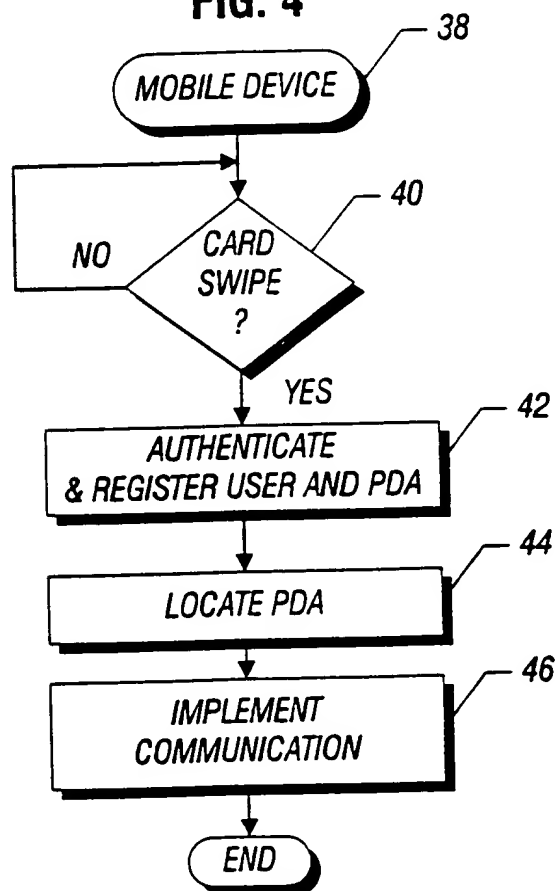 FIG. 4
38
MOBILE DEVICE
40
CARD
SWIPE
?
NO
YES
42
AUTHENTICATE
& REGISTER USER AND PDA
44
LOCATE PDA
46
IMPLEMENT
COMMUNICATION
END